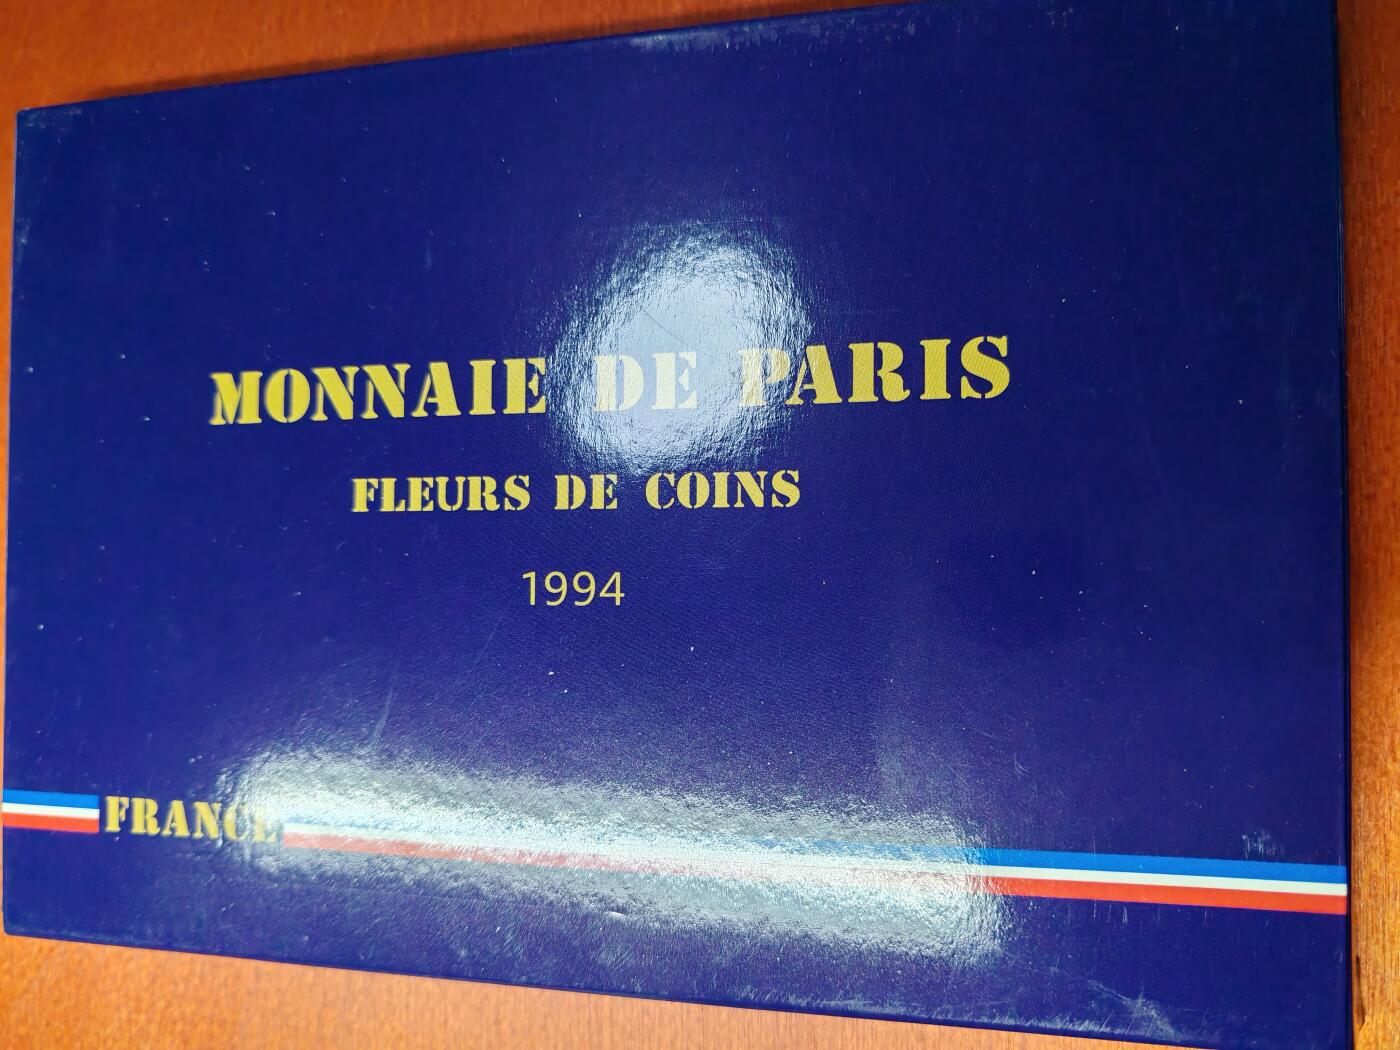 MONNAIE DE PARIS
FLEURS DE COINS
1994
FRANCE